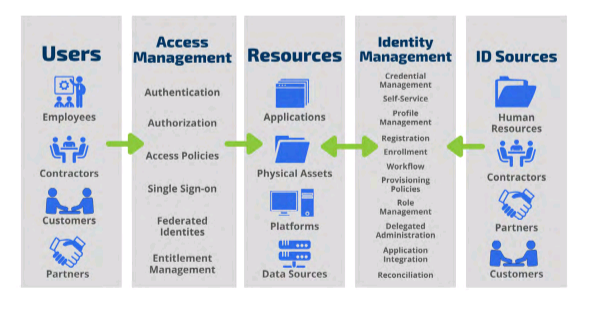 Users
Employees
Contractors
Customers
Partners
Access
Management
Authentication
Authorization
Access Policies
Single Sign-on
Federated
Identites
Entitlement
Management
Resources
Applications
Physical Assets
Platforms
Data Sources
Identity
Management
Credential
Management
Self-Service
Profile
Management
Registration
Enrollment
Workflow
Provisioning
Policies
Role
Management
Delegated
Administration
Application
Integration
Reconciliation
ID Sources
Human
Resources
Contractors
Partners
Customers